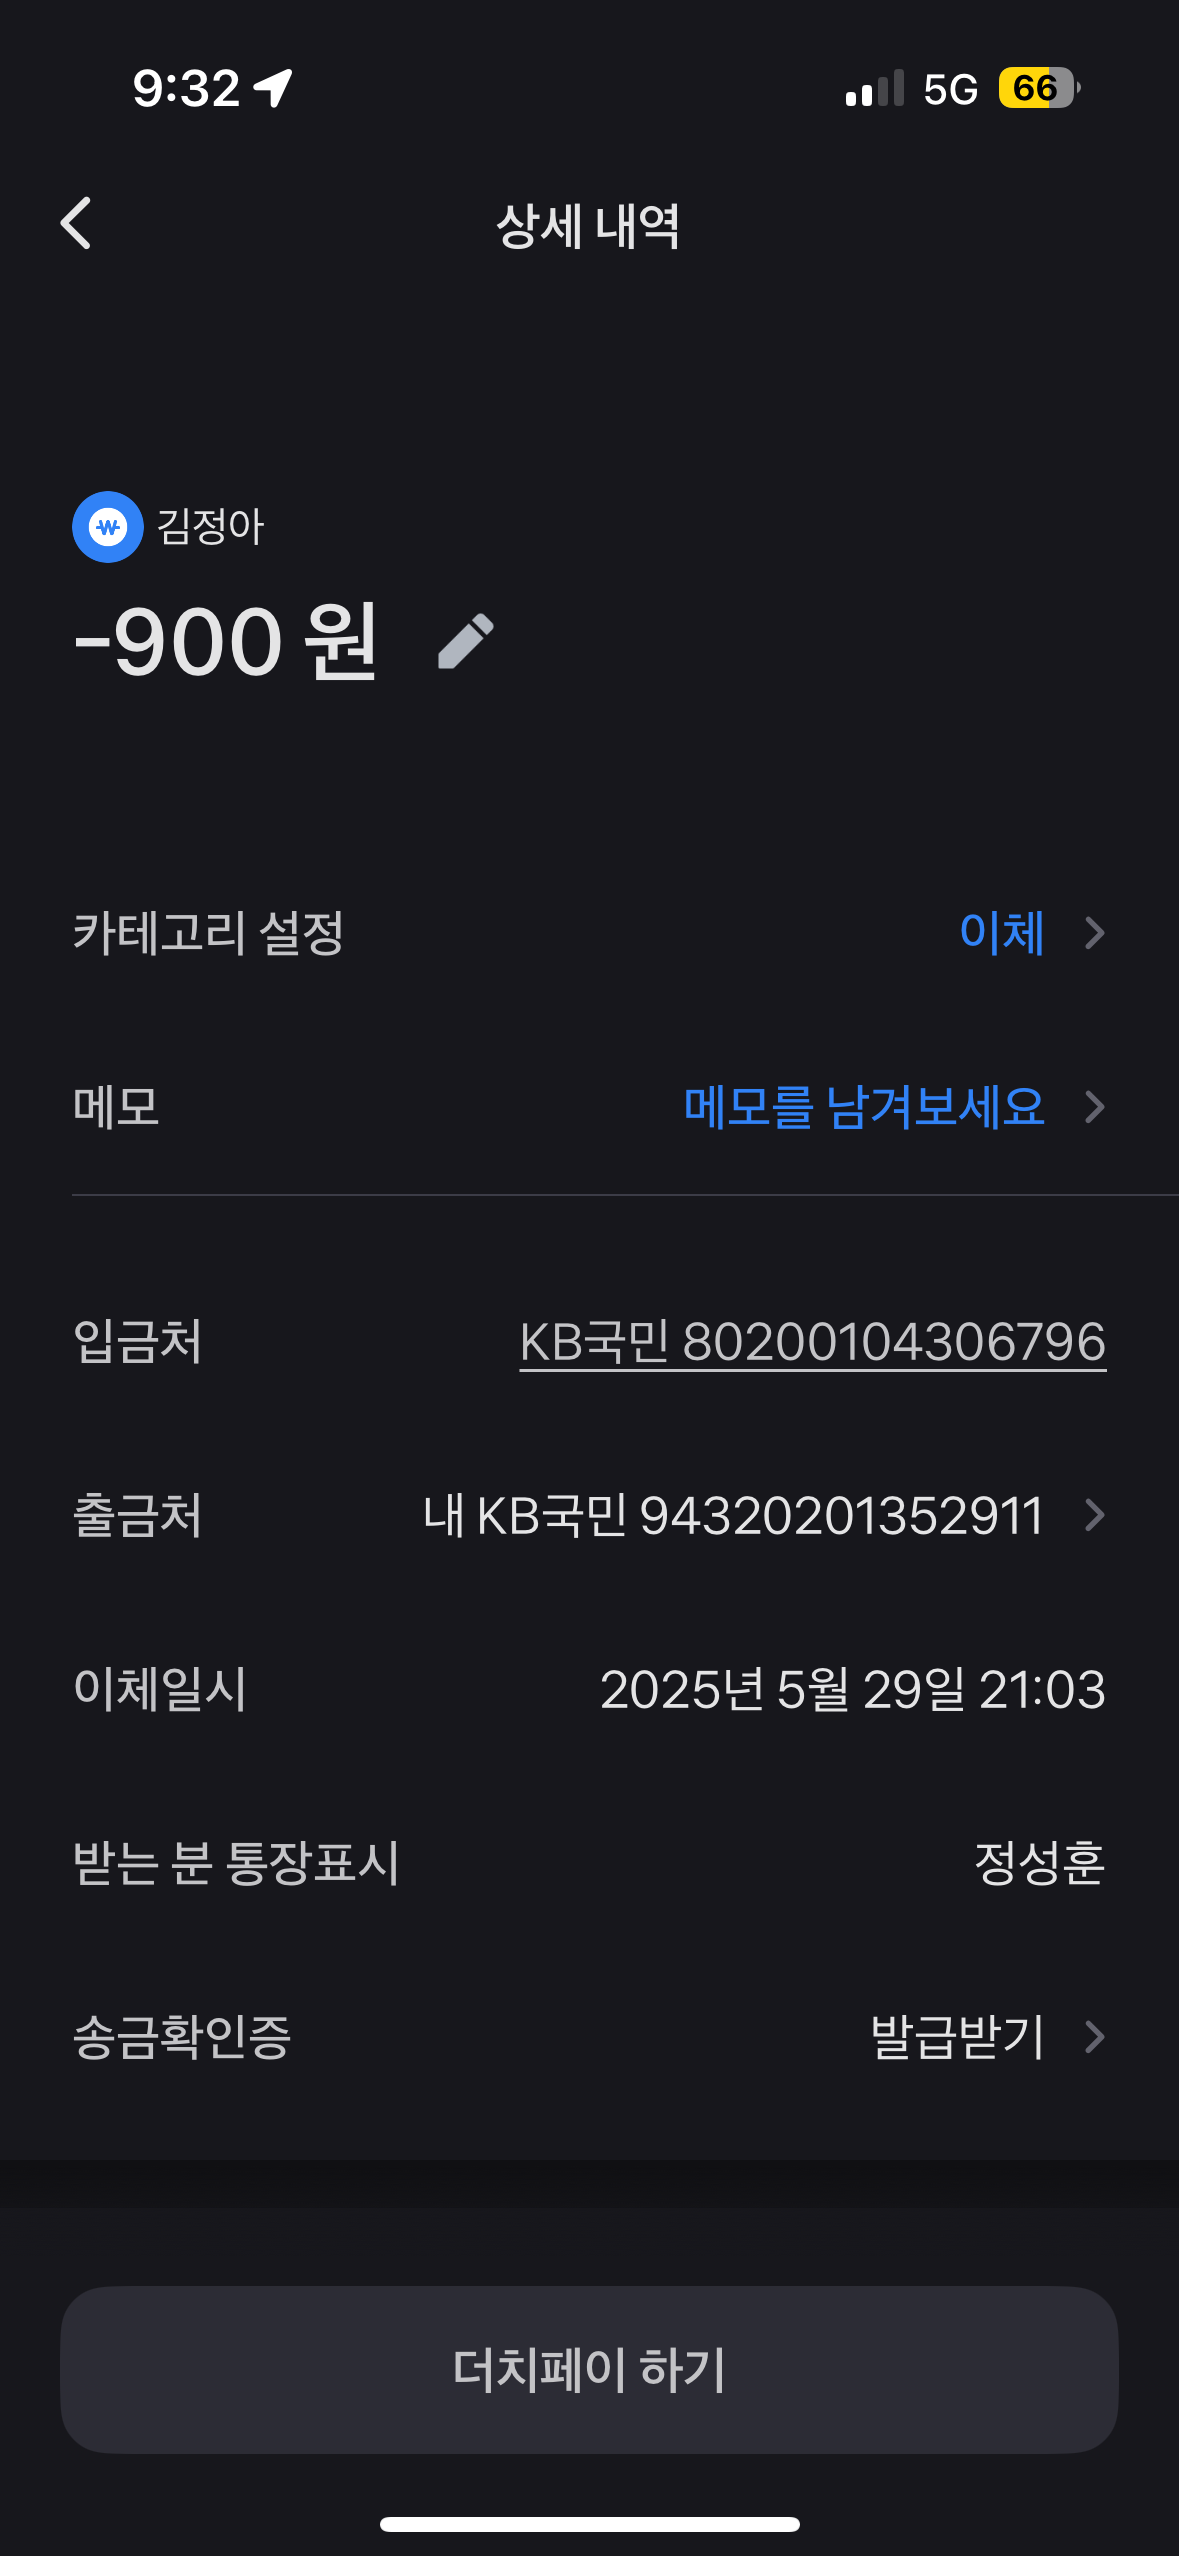 9:32 5G 66
상세 내역
김정아
-900 원
카테고리 설정 이체
메모 메모를 남겨보세요
입금처 KB국민 80200104306796
출금처 내 KB국민 94320201352911
이체일시 2025년 5월 29일 21:03
받는 분 통장표시 정성훈
송금확인증 발급받기
더치페이 하기